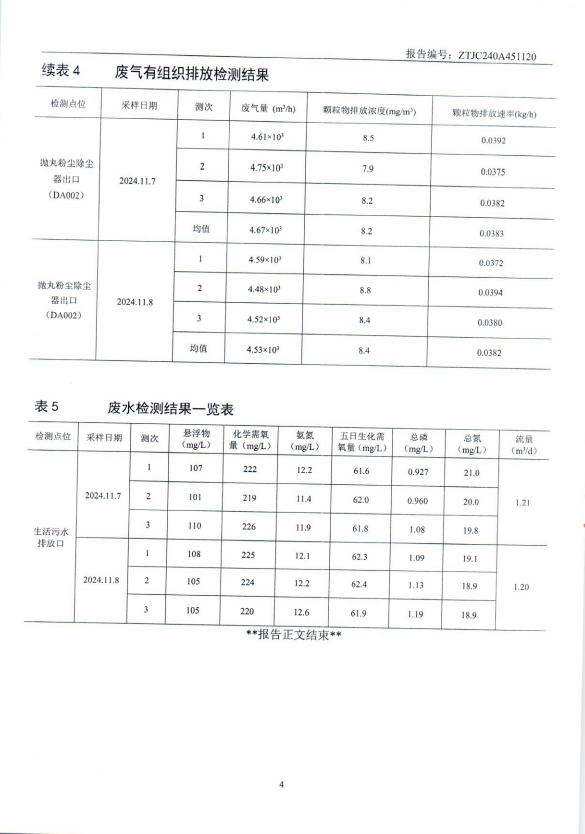 报告编号：ZTJC240A451120
续表 4 废气有组织排放检测结果
检测点位 采样日期 测次 废气量 (m³/h) 颗粒物排放浓度(mg/m³) 颗粒物排放速率(kg/h)
抛丸粉尘除尘器出口（DA002） 2024.11.7 1 4.61×10³ 8.5 0.0392
2 4.75×10³ 7.9 0.0375
3 4.66×10³ 8.2 0.0382
均值 4.67×10³ 8.2 0.0383
抛丸粉尘除尘器出口（DA002） 2024.11.8 1 4.59×10³ 8.1 0.0372
2 4.48×10³ 8.8 0.0394
3 4.52×10³ 8.4 0.0380
均值 4.53×10³ 8.4 0.0382
表 5 废水检测结果一览表
检测点位 采样日期 测次 悬浮物（mg/L） 化学需氧量（mg/L） 氨氮（mg/L） 五日生化需氧量（mg/L） 总磷（mg/L） 总氮（mg/L） 流量（m³/d）
生活污水排放口 2024.11.7 1 107 222 12.2 61.6 0.927 21.0 1.21
2 101 219 11.4 62.0 0.960 20.0
3 110 226 11.9 61.8 1.08 19.8
2024.11.8 1 108 225 12.1 62.3 1.09 19.1 1.20
2 105 224 12.2 62.4 1.13 18.9
3 105 220 12.6 61.9 1.19 18.9
**报告正文结束**
4